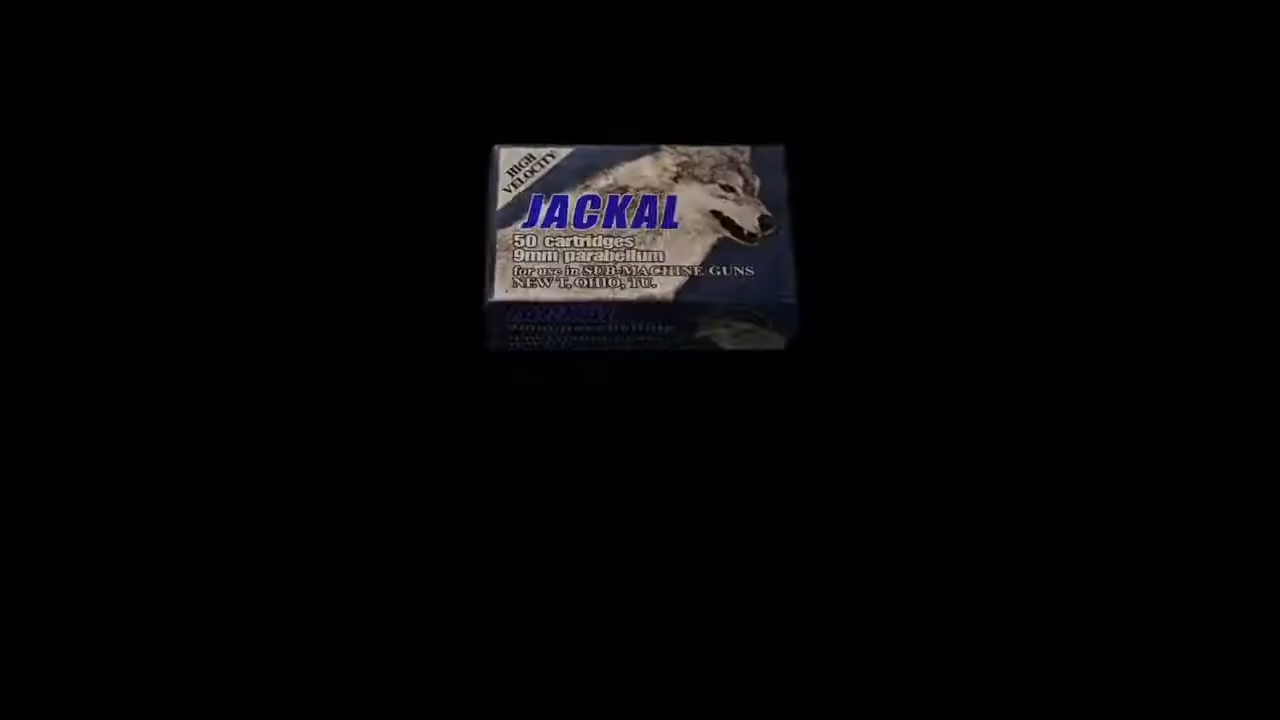 HIGH
VELOCITY
JACKAL
50 cartridges
9mm parabellum
for use in SUB-MACHINE GUNS
NEW T, OHIO, TU.